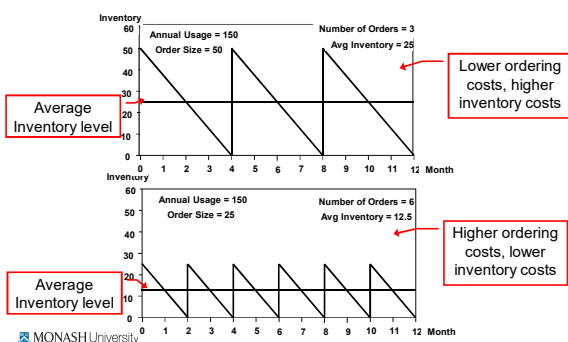 Inventory
60
50
40
30
20
10
0
Annual Usage = 150
Order Size = 50
Number of Orders = 3
Avg Inventory = 25
0 1 2 3 4 5 6 7 8 9 10 11 12 Month
Average
Inventory level
Lower ordering
costs, higher
inventory costs
Inventory
60
50
40
30
20
10
0
Annual Usage = 150
Order Size = 25
Number of Orders = 6
Avg Inventory = 12.5
0 1 2 3 4 5 6 7 8 9 10 11 12 Month
Average
Inventory level
Higher ordering
costs, lower
inventory costs
MONASH University